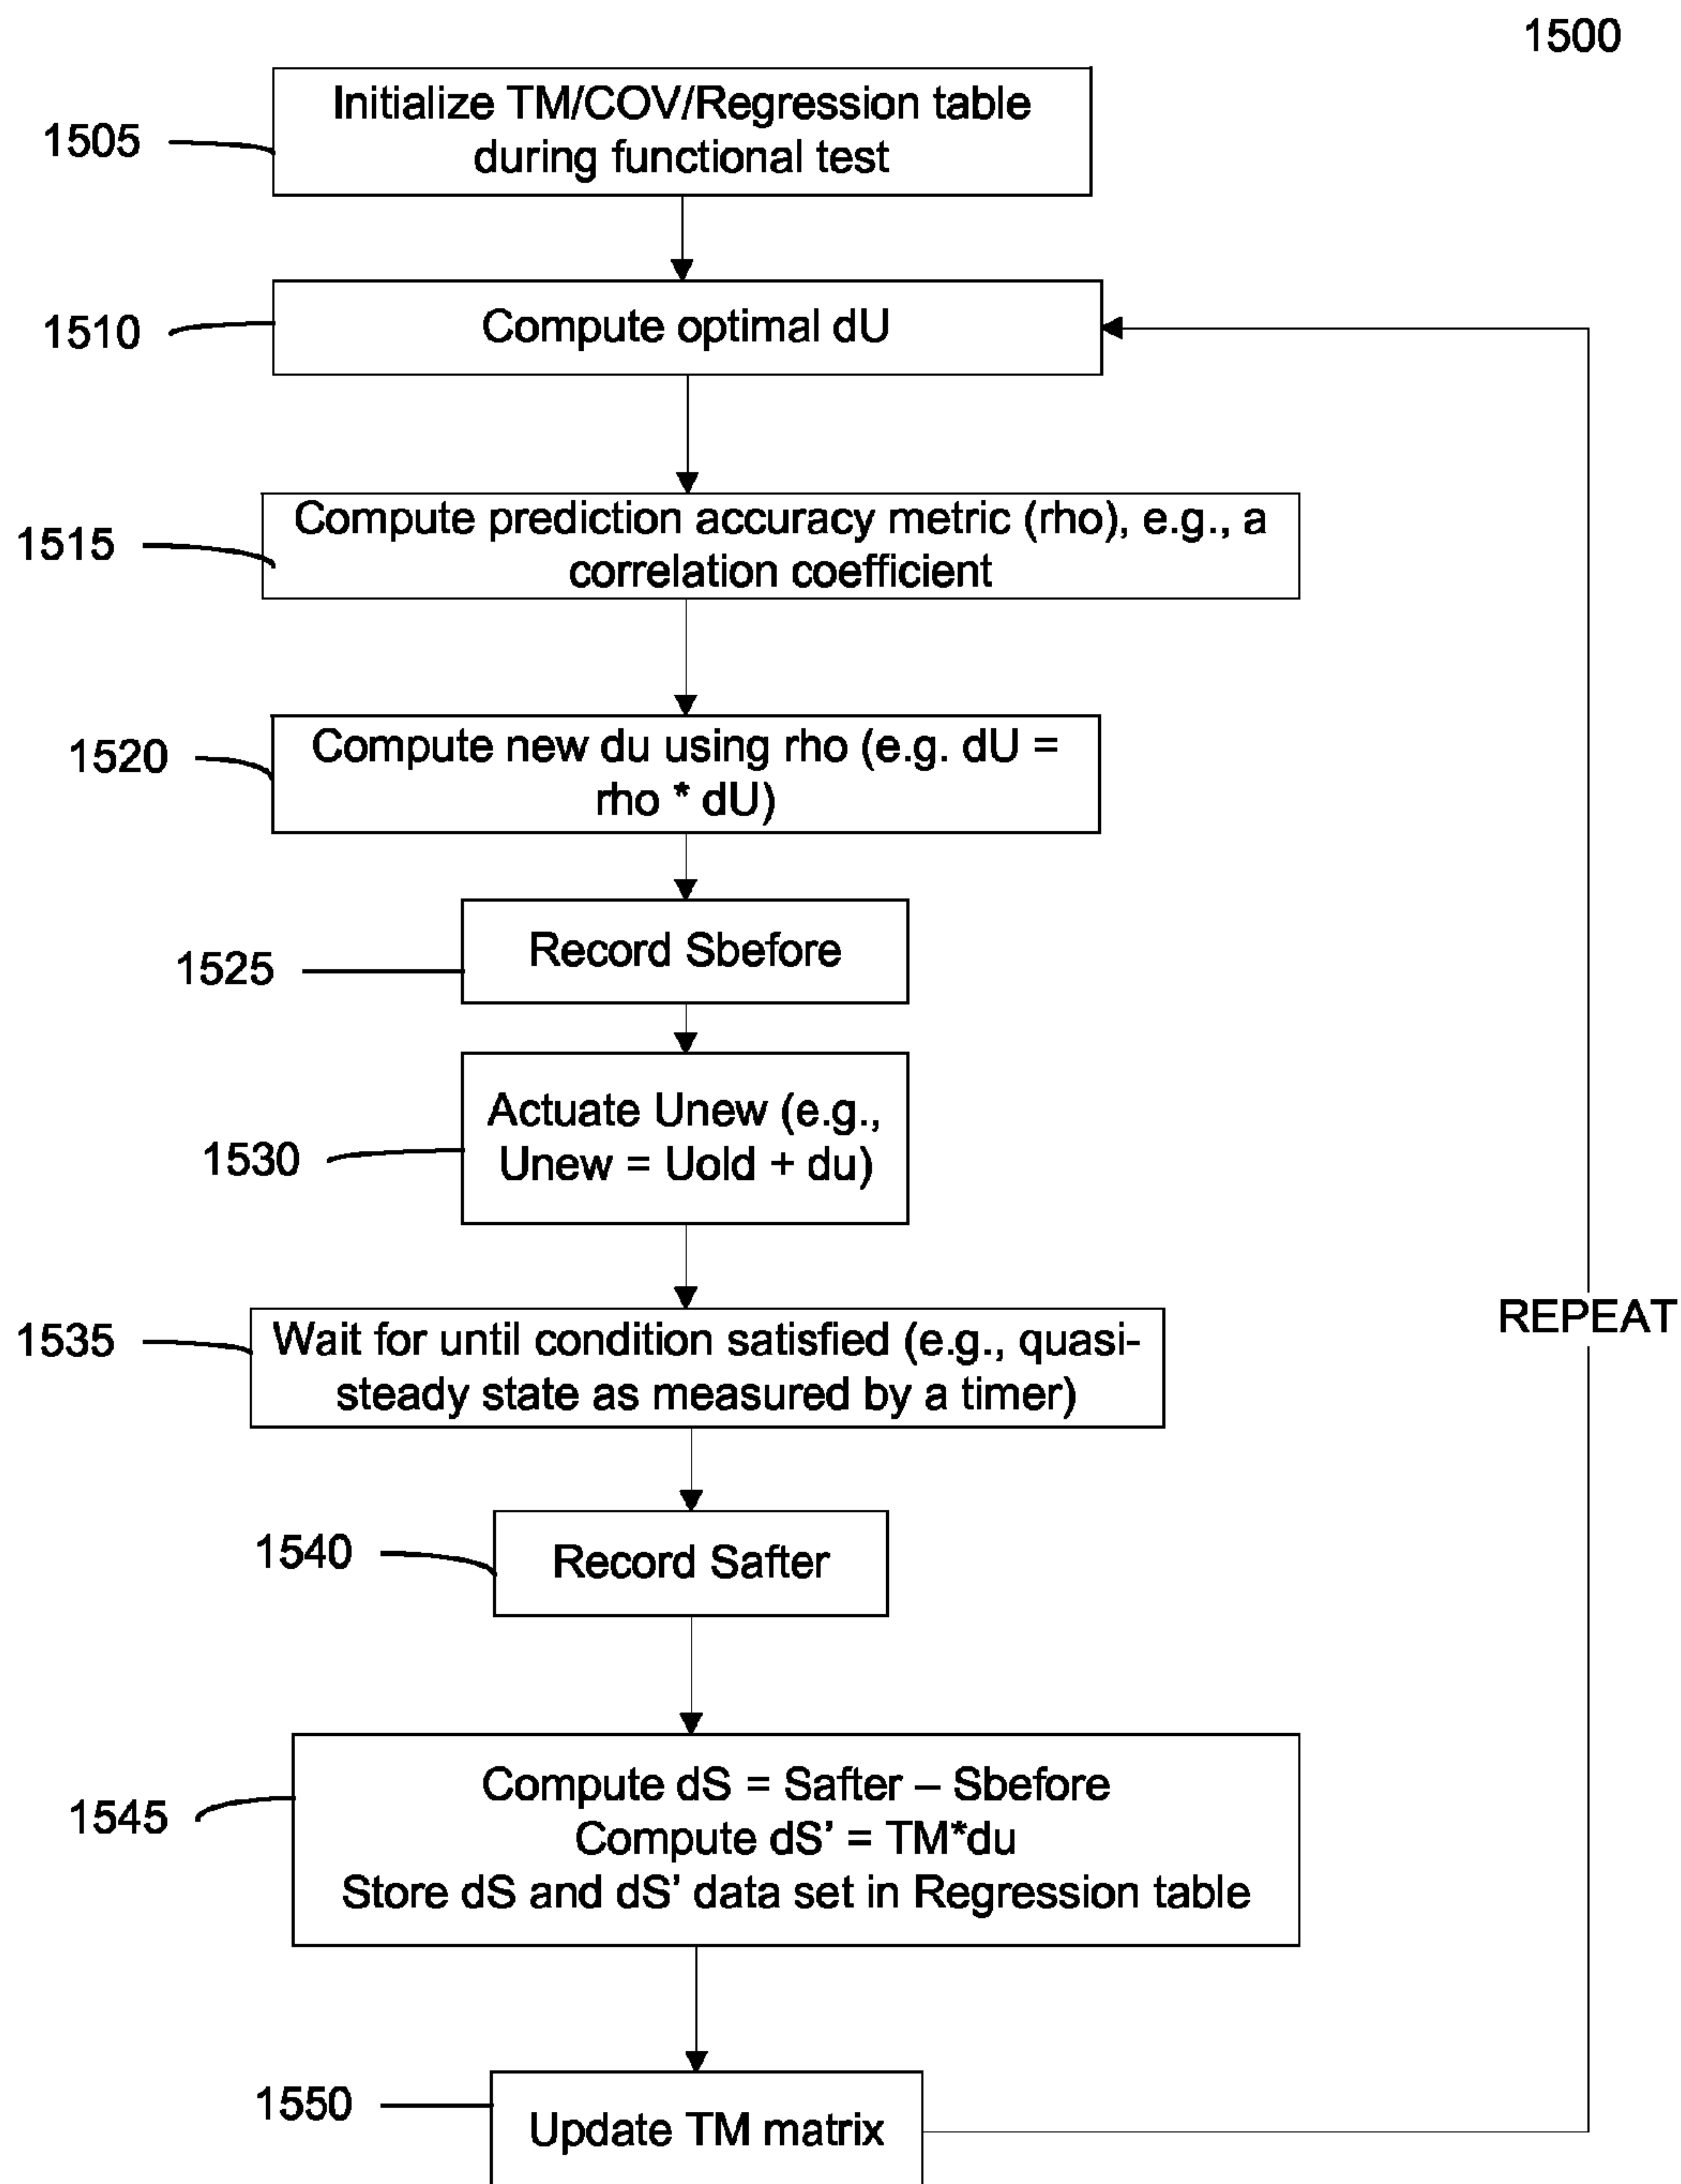 1500
1505
Initialize TM/COV/Regression table
during functional test
1510
Compute optimal dU
1515
Compute prediction accuracy metric (rho), e.g., a
correlation coefficient
1520
Compute new du using rho (e.g. dU =
rho * dU)
1525
Record Sbefore
1530
Actuate Unew (e.g.,
Unew = Uold + du)
1535
Wait for until condition satisfied (e.g., quasi-
steady state as measured by a timer)
REPEAT
1540
Record Safter
1545
Compute dS = Safter – Sbefore
Compute dS’ = TM*du
Store dS and dS’ data set in Regression table
1550
Update TM matrix